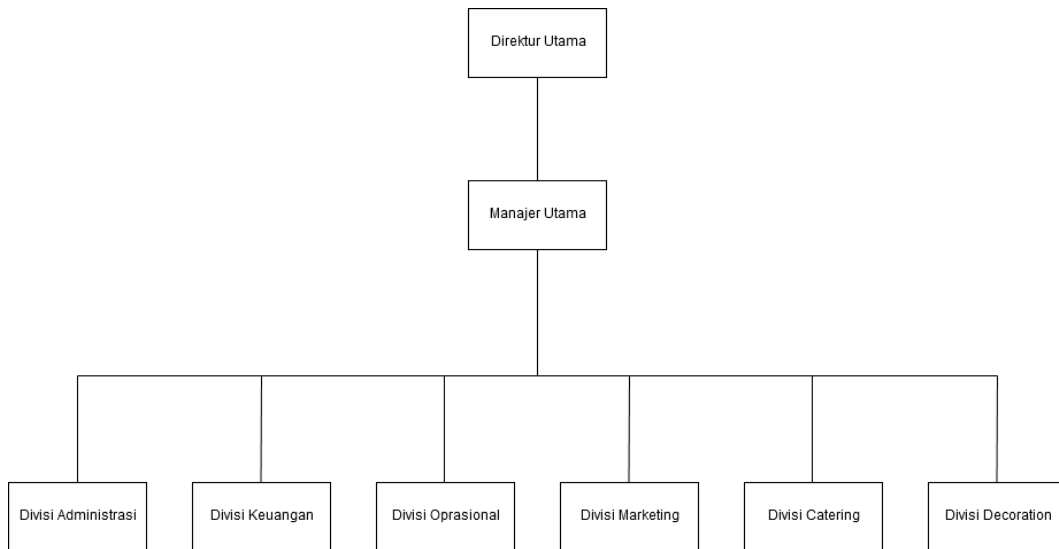 Direktur Utama
Manajer Utama
Divisi Administrasi
Divisi Keuangan
Divisi Oprasional
Divisi Marketing
Divisi Catering
Divisi Decoration